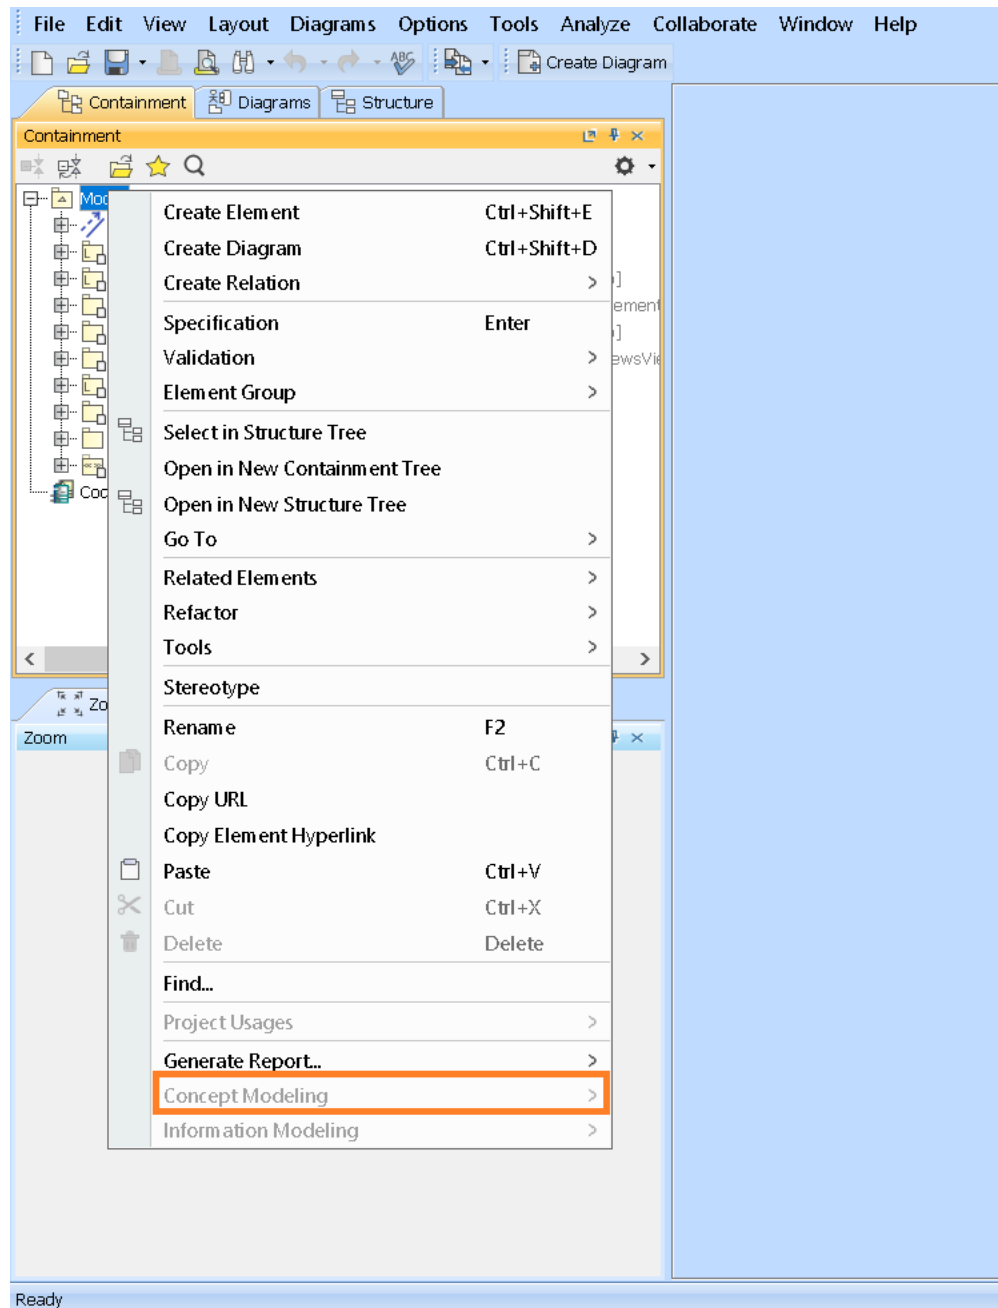 File Edit View Layout Diagrams Options Tools Analyze Collaborate Window Help
ABC Create Diagram
Containment Diagrams Structure
Containment
Create Element Ctrl+Shift+E
Create Diagram Ctrl+Shift+D
Create Relation >
Specification Enter
Validation >
Element Group >
Select in Structure Tree
Open in New Containment Tree
Open in New Structure Tree
Go To >
Related Elements >
Refactor >
Tools >
Stereotype
Zoom
Rename F2
Copy Ctrl+C
Copy URL
Copy Element Hyperlink
Paste Ctrl+V
Cut Ctrl+X
Delete Delete
Find...
Project Usages >
Generate Report... >
Concept Modeling >
Information Modeling >
Ready